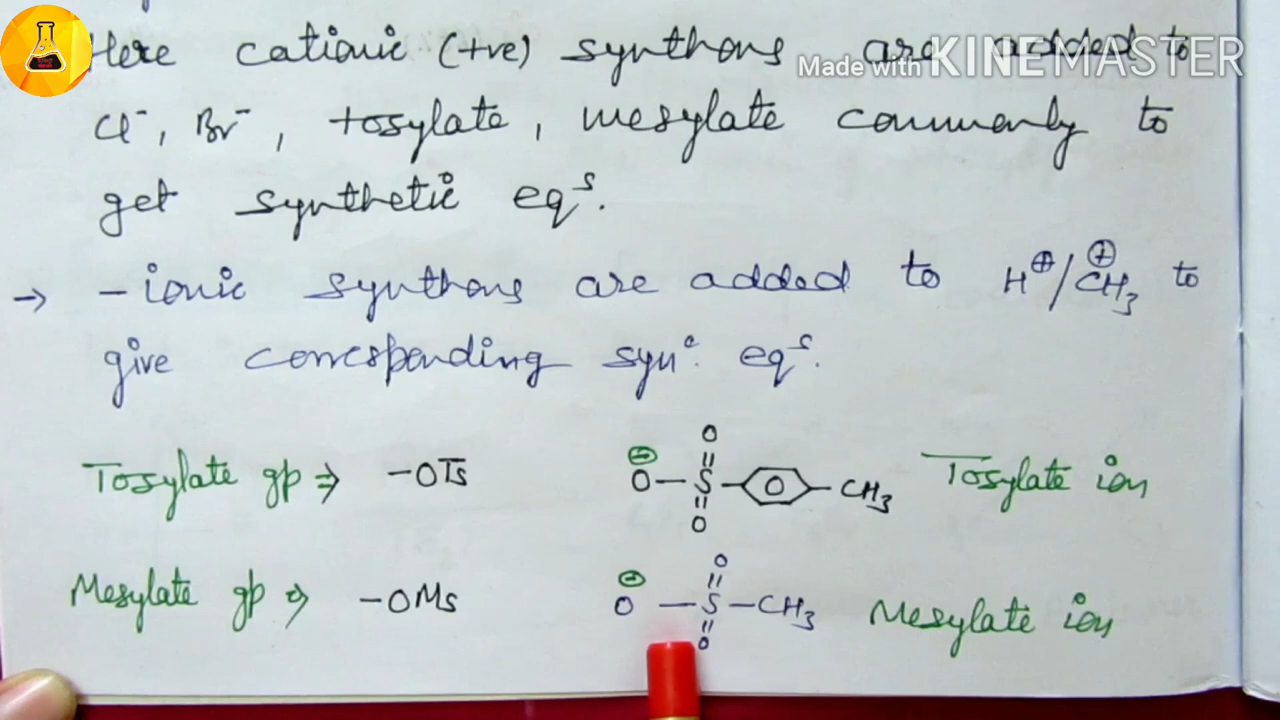 Here cationic (+ve) synthons are added to
Made with KINEMASTER
Cl⁻, Br⁻, tosylate, mesylate commonly to
get synthetic eqˢ.
→ -ionic synthons are added to H⊕/C⊕H₃ to
give corresponding synᶜ. eqˢ.
Tosylate gp ⇒ -OTs
O
⊖
O-S- -CH₃
O
O
Tosylate ion
Mesylate gp ⇒ -OMs
O
⊖
O -S-CH₃
O
Mesylate ion